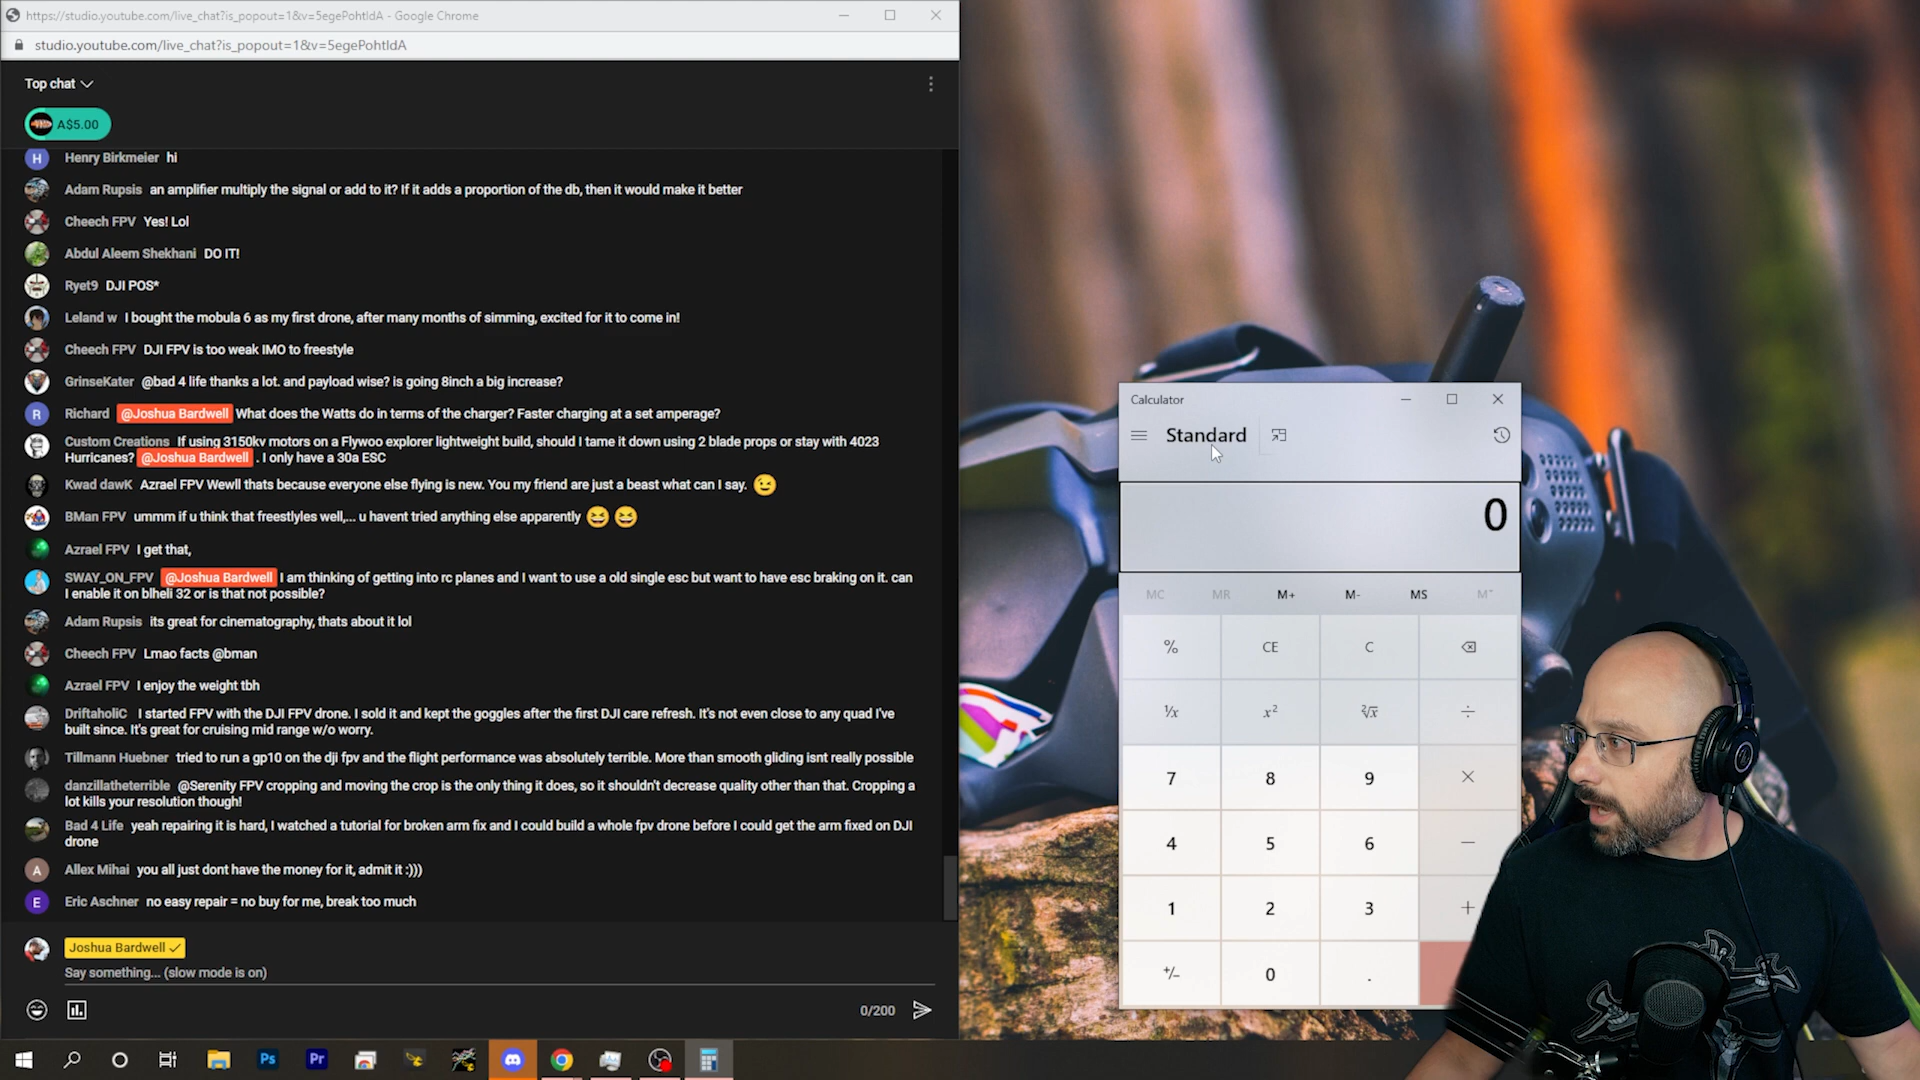 https://studio.youtube.com/live_chat?is_popout=1&v=5egePohtIdA - Google Chrome
studio.youtube.com/live_chat?is_popout=1&v=5egePohtIdA
Top chat
A$5.00
Henry Birkmeier hi
Adam Rupsis an amplifier multiply the signal or add to it? If it adds a proportion of the db, then it would make it better
Cheech FPV Yes! Lol
Abdul Aleem Shekhani DO IT!
Ryet9 DJI POS*
Leland w I bought the mobula 6 as my first drone, after many months of simming, excited for it to come in!
Cheech FPV DJI FPV is too weak IMO to freestyle
GrinseKater @bad 4 life thanks a lot. and payload wise? is going 8inch a big increase?
R Richard @Joshua Bardwell What does the Watts do in terms of the charger? Faster charging at a set amperage?
Custom Creations If using 3150kv motors on a Flywoo explorer lightweight build, should I tame it down using 2 blade props or stay with 4023
Hurricanes? @Joshua Bardwell . I only have a 30a ESC
Kwad dawK Azrael FPV Wewll thats because everyone else flying is new. You my friend are just a beast what can I say. 😉
BMan FPV ummm if u think that freestlyles well,... u havent tried anything else apparently 😆 😆
Azrael FPV I get that,
SWAY_ON_FPV @Joshua Bardwell I am thinking of getting into rc planes and I want to use a old single esc but want to have esc braking on it. can
I enable it on blheli 32 or is that not possible?
Adam Rupsis its great for cinematography, thats about it lol
Cheech FPV Lmao facts @bman
Azrael FPV I enjoy the weight tbh
DriftaholiC I started FPV with the DJI FPV drone. I sold it and kept the goggles after the first DJI care refresh. It's not even close to any quad I've
built since. It's great for cruising mid range w/o worry.
Tillmann Huebner tried to run a gp10 on the dji fpv and the flight performance was absolutely terrible. More than smooth gliding isnt really possible
danzillatheterrible @Serenity FPV cropping and moving the crop is the only thing it does, so it shouldn't decrease quality other than that. Cropping a
lot kills your resolution though!
Bad 4 Life yeah repairing it is hard, I watched a tutorial for broken arm fix and I could build a whole fpv drone before I could get the arm fixed on DJI
drone
A Allex Mihai you all just dont have the money for it, admit it :)))
E Eric Aschner no easy repair = no buy for me, break too much
Joshua Bardwell
Say something... (slow mode is on)
0/200
Ps Pr
Calculator
Standard
0
MC MR M+ M- MS M˅
% CE C
⅟x x² ²√x ÷
7 8 9 ×
4 5 6 −
1 2 3 +
+/− 0 .